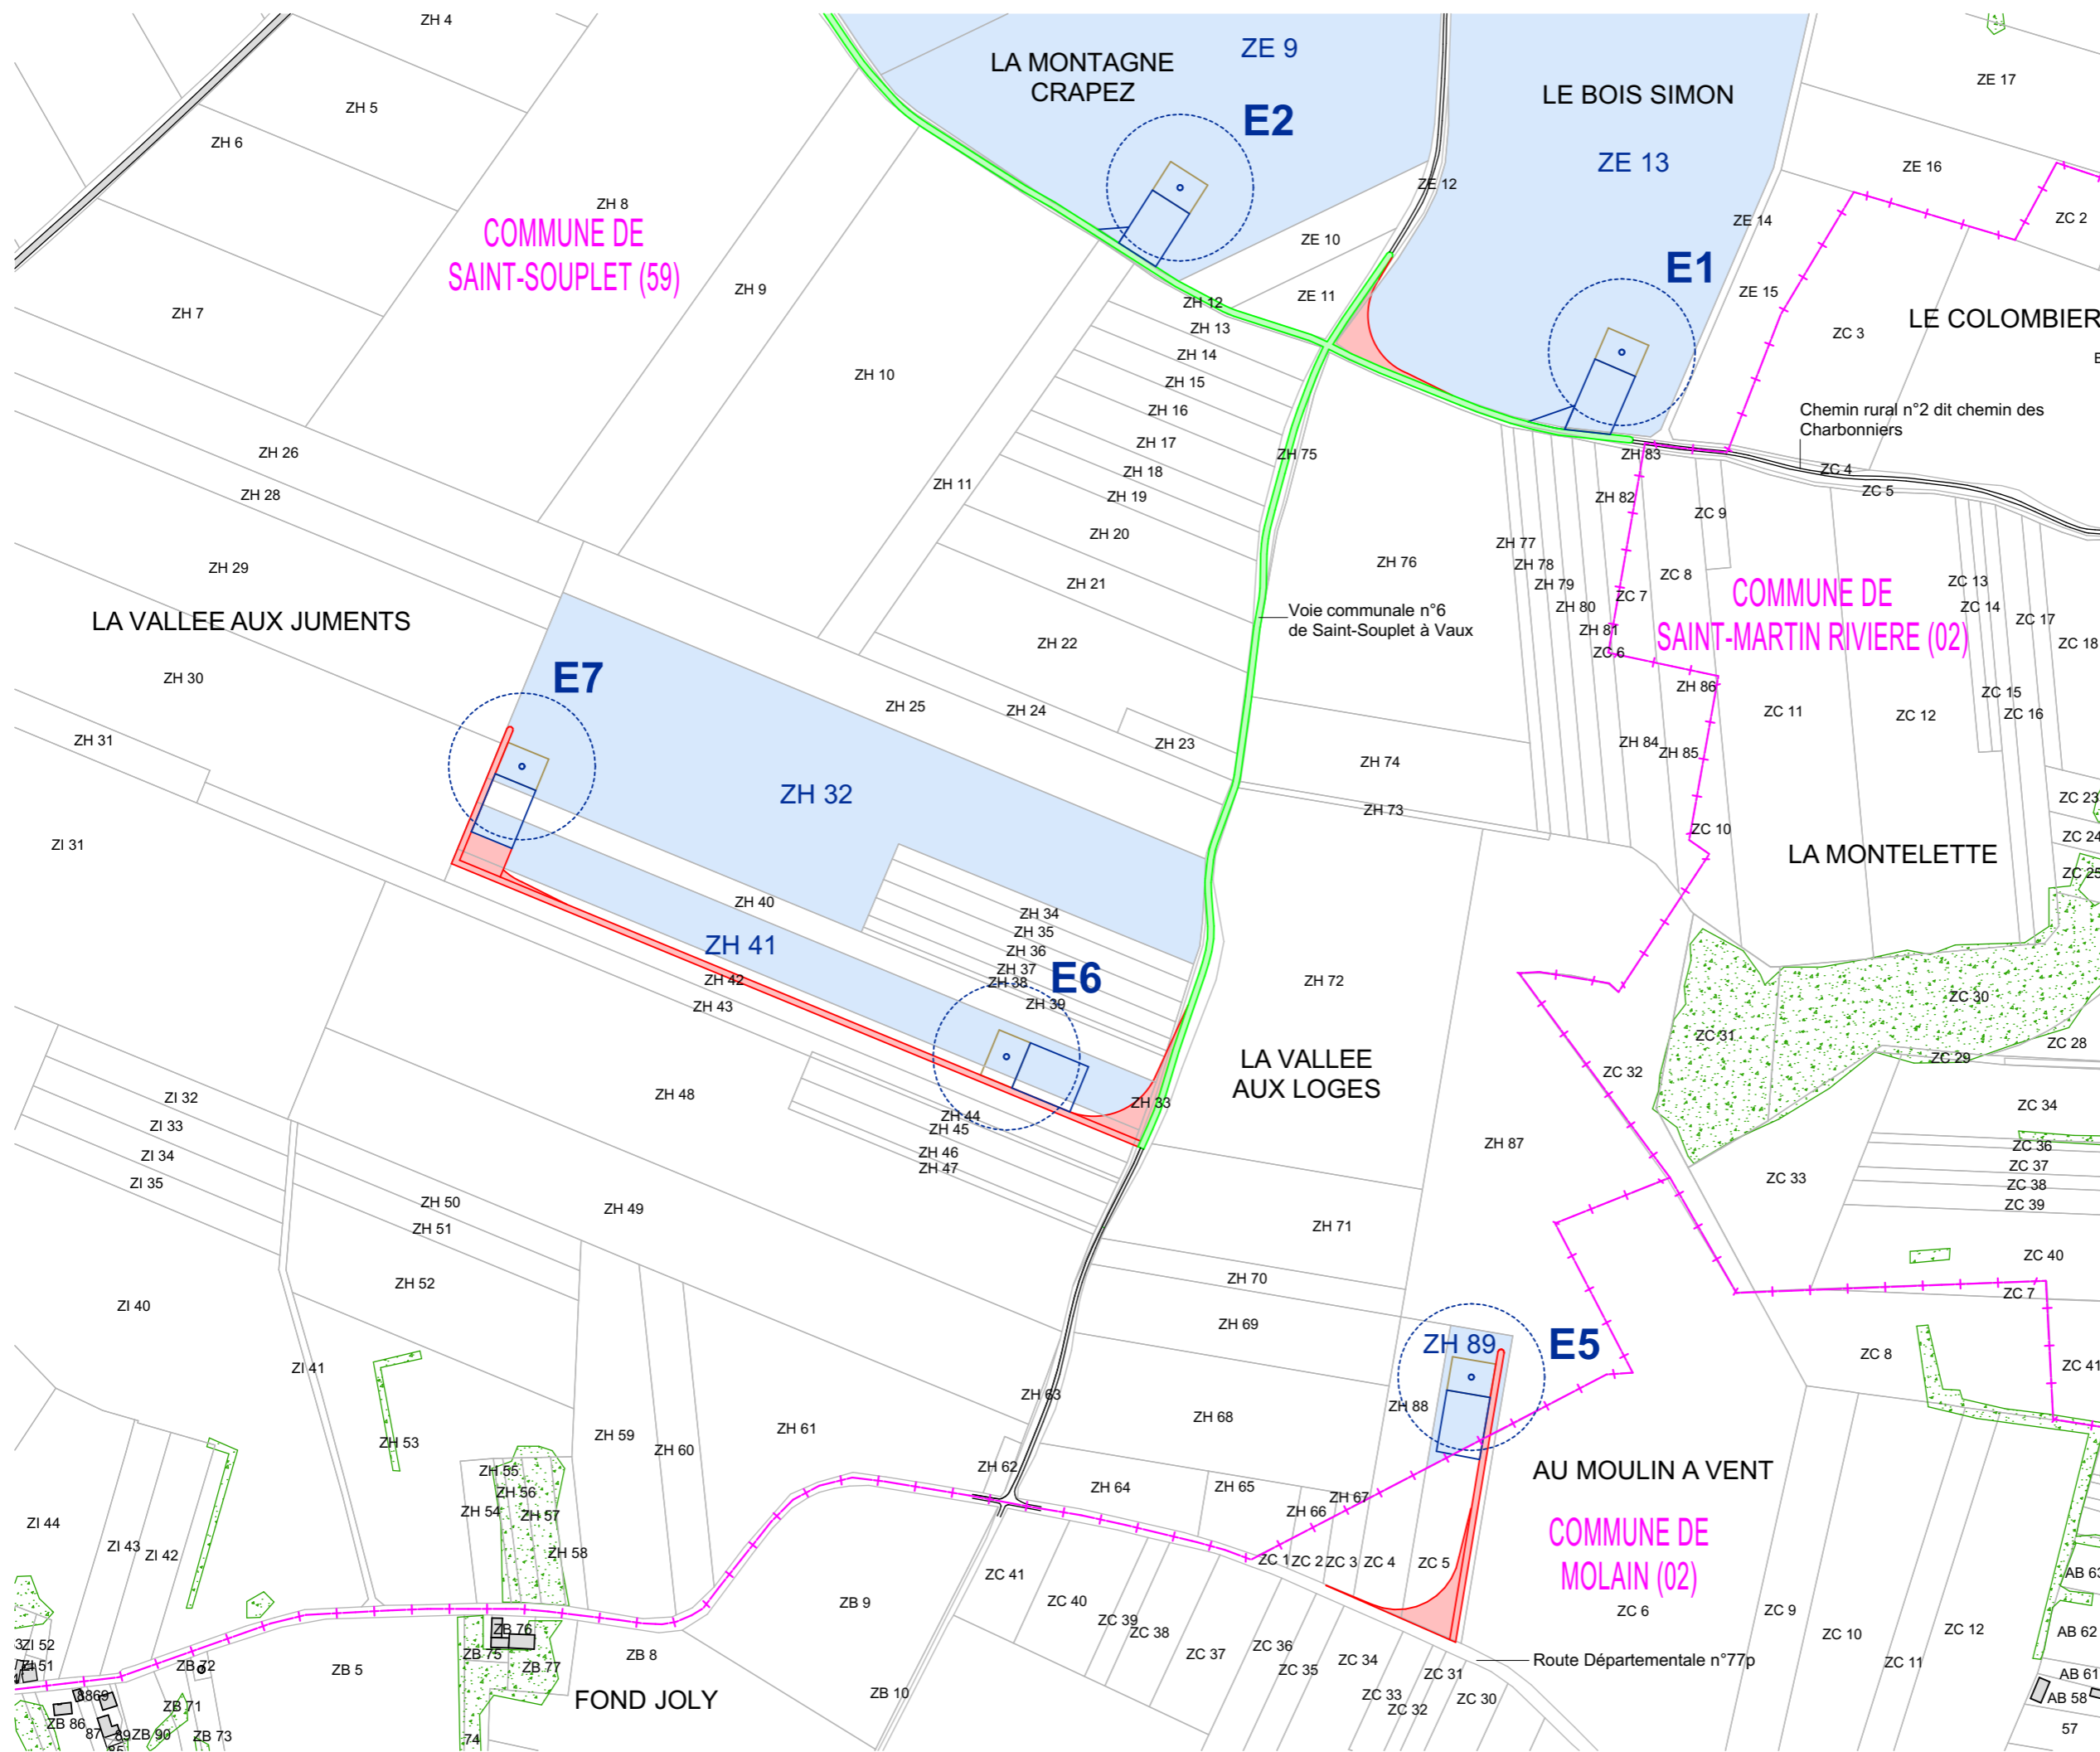 ZH 4
LA MONTAGNE
CRAPEZ
ZE 9
LE BOIS SIMON
ZE 17
ZH 5
ZH 6
E2
ZE 13
ZE 16
ZE 12
ZH 8
COMMUNE DE
SAINT-SOUPLET (59)
ZE 14
ZC 2
ZE 10
E1
ZH 9
ZE 11
ZE 15
ZH 12
ZH 7
ZH 13
ZC 3
LE COLOMBIER
ZH 14
ZH 10
ZH 15
ZH 16
Chemin rural n°2 dit chemin des
Charbonniers
ZH 17
ZH 26
ZH 75
ZH 83
ZH 18
ZC 4
ZH 11
ZH 28
ZH 19
ZH 82
ZC 5
ZC 9
ZH 20
ZH 77
ZH 76
ZH 78
ZH 29
ZH 21
ZH 79
ZC 8
ZC 13
COMMUNE DE
SAINT-MARTIN RIVIERE (02)
ZC 7
ZH 80
ZC 14
LA VALLEE AUX JUMENTS
Voie communale n°6
de Saint-Souplet à Vaux
ZC 17
ZH 81
ZH 22
ZC 6
ZC 18
E7
ZH 30
ZH 86
ZC 15
ZH 25
ZH 24
ZC 11
ZC 12
ZC 16
ZH 31
ZH 23
ZH 84
ZH 85
ZH 74
ZH 32
ZH 73
ZC 23
ZC 10
ZC 24
ZI 31
LA MONTELETTE
ZC 25
ZH 40
ZH 34
ZH 35
ZH 41
ZH 36
ZH 37
E6
ZH 42
ZH 38
ZH 72
ZC 30
ZH 43
ZH 39
ZC 31
ZC 28
LA VALLEE
AUX LOGES
ZC 29
ZC 32
ZH 48
ZI 32
ZH 33
ZH 44
ZC 34
ZI 33
ZH 45
ZH 87
ZC 36
ZI 34
ZH 46
ZH 47
ZC 37
ZI 35
ZC 33
ZC 38
ZH 50
ZH 49
ZC 39
ZH 51
ZH 71
ZC 40
ZH 52
ZH 70
ZC 7
ZI 40
ZH 69
ZH 89
E5
ZC 8
ZI 41
ZC 41
ZH 63
ZH 88
ZH 68
ZH 61
ZH 59
ZH 53
ZH 60
ZH 55
ZH 62
AU MOULIN A VENT
ZH 64
ZH 65
ZH 56
ZH 67
ZH 54
ZH 57
ZH 66
ZI 44
ZI 43
ZI 42
ZH 58
COMMUNE DE
MOLAIN (02)
ZC 1
ZC 2
ZC 3
ZC 4
ZC 5
ZC 41
ZB 9
ZC 40
ZC 6
ZC 9
ZC 39
ZC 38
ZC 10
ZC 12
ZB 76
AB 62
ZI 52
ZC 36
ZC 37
ZB 75
ZB 8
ZI 51
ZB 72
ZB 77
ZB 5
ZC 35
ZC 34
Route Départementale n°77p
ZC 11
ZC 31
AB 61
ZB 10
ZC 33
ZC 30
AB 58
FOND JOLY
ZB 71
ZC 32
ZB 86
87
89
ZB 90
ZB 73
74
57